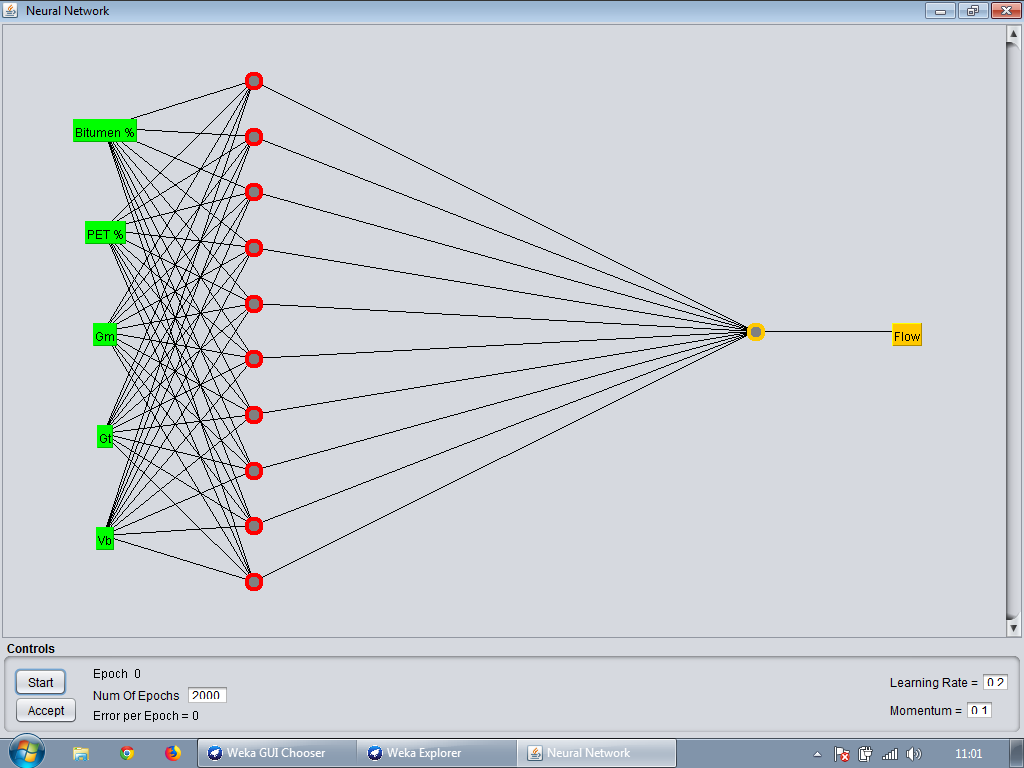 Neural Network
Bitumen %
PET %
Gm
Gt
Vb
Flow
Controls
Start
Accept
Epoch 0
Num Of Epochs 2000
Error per Epoch = 0
Learning Rate = 0.2
Momentum = 0.1
Weka GUI Chooser
Weka Explorer
Neural Network
11:01